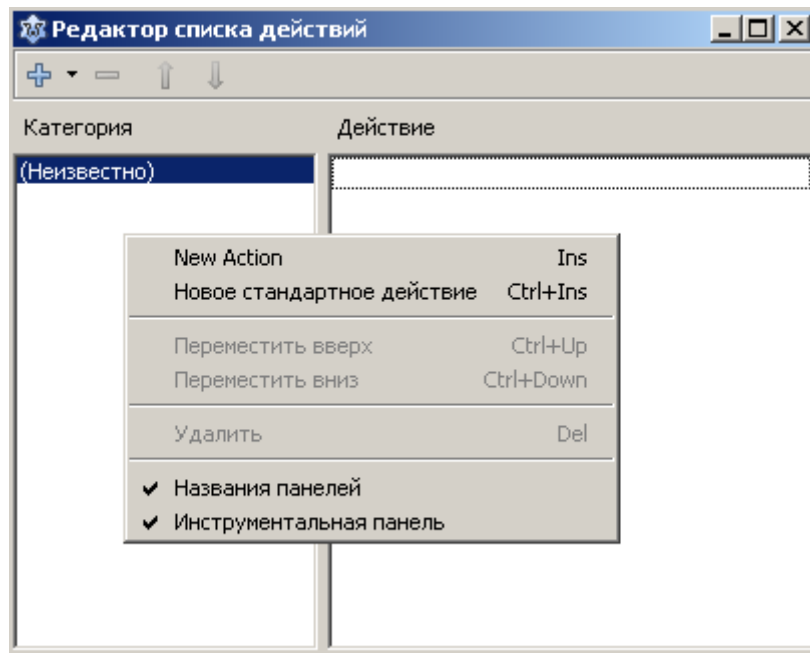 Редактор списка действий
Категория Действие
(Неизвестно)
New Action Ins
Новое стандартное действие Ctrl+Ins
Переместить вверх Ctrl+Up
Переместить вниз Ctrl+Down
Удалить Del
Названия панелей
Инструментальная панель